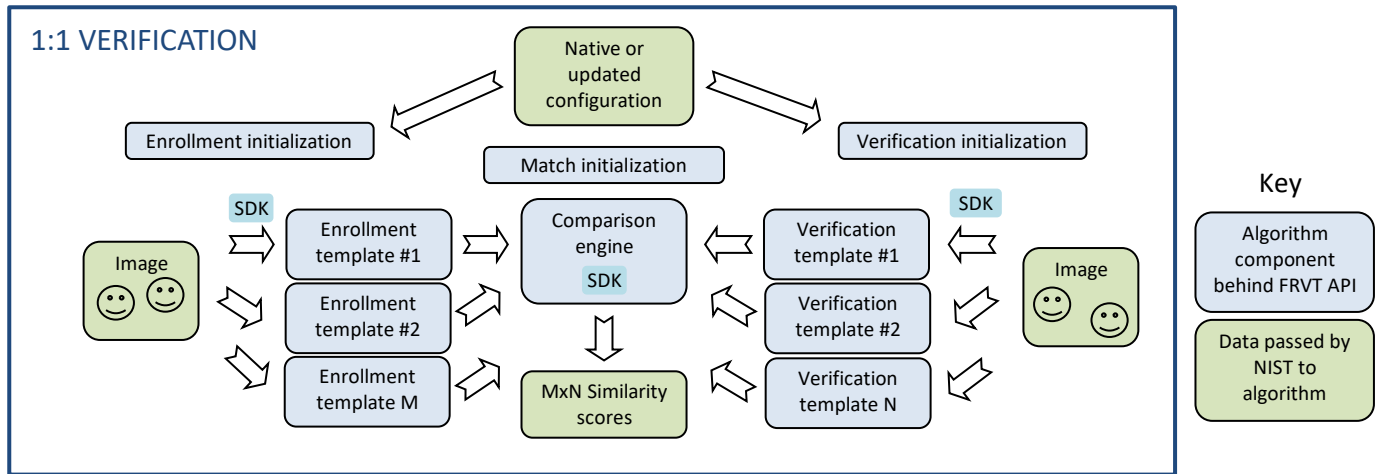 1:1 VERIFICATION
Native or
updated
configuration
Enrollment initialization
Match initialization
Verification initialization
SDK
Enrollment
template #1
Comparison
engine
SDK
Verification
template #1
SDK
Image
Enrollment
template #2
Verification
template #2
Image
Enrollment
template M
MxN Similarity
scores
Verification
template N
Key
Algorithm
component
behind FRVT API
Data passed by
NIST to
algorithm